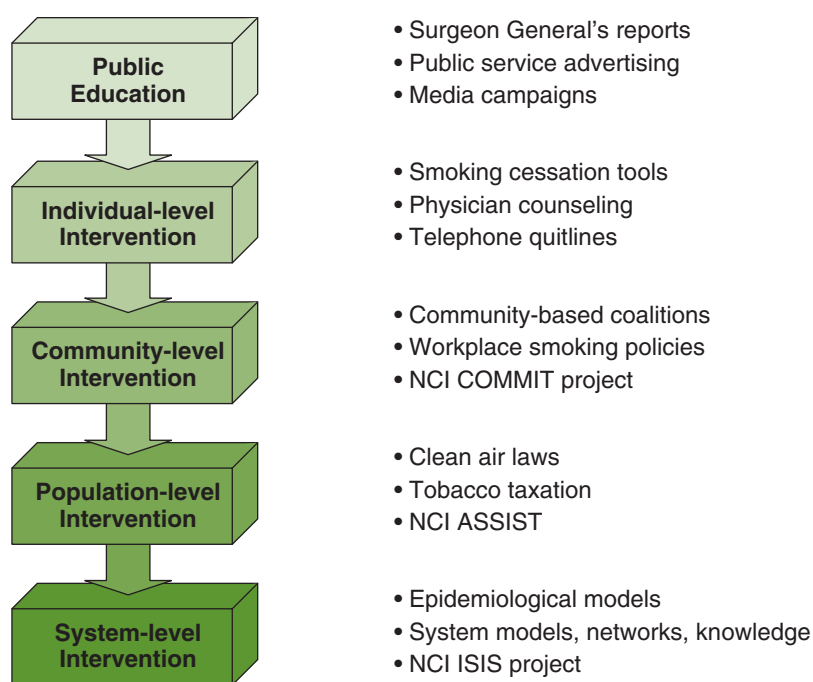 Public
Education
• Surgeon General’s reports
• Public service advertising
• Media campaigns
Individual-level
Intervention
• Smoking cessation tools
• Physician counseling
• Telephone quitlines
Community-level
Intervention
• Community-based coalitions
• Workplace smoking policies
• NCI COMMIT project
Population-level
Intervention
• Clean air laws
• Tobacco taxation
• NCI ASSIST
System-level
Intervention
• Epidemiological models
• System models, networks, knowledge
• NCI ISIS project